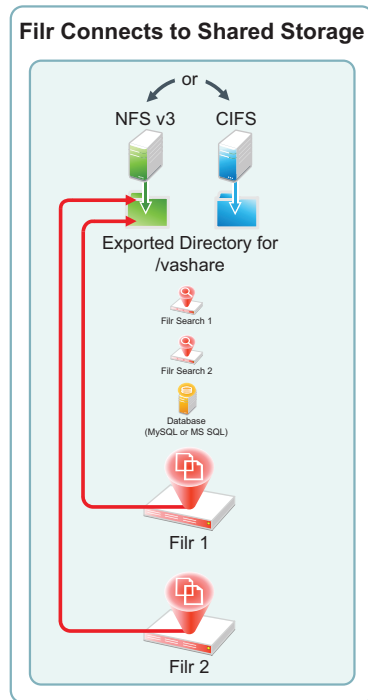 Filr Connects to Shared Storage
or
NFS v3 CIFS
Exported Directory for
/vashare
Filr Search 1
Filr Search 2
Database
(MySQL or MS SQL)
Filr 1
Filr 2